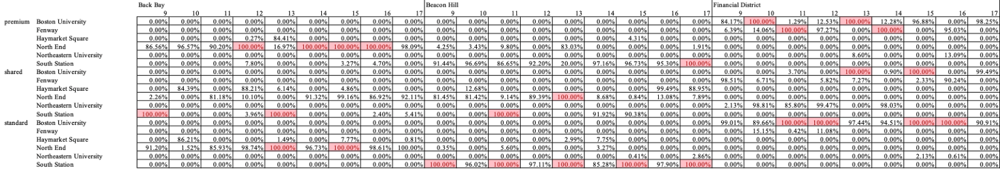 Back Bay Beacon Hill Financial District
9 10 11 12 13 14 15 16 17 9 10 11 12 13 14 15 16 17 9 10 11 12 13 14 15 16 17
premium Boston University 0.00% 0.00% 0.00% 0.00% 0.00% 0.00% 0.00% 0.00% 0.00% 0.00% 0.00% 0.00% 0.00% 0.00% 0.00% 0.00% 0.00% 0.00% 84.17% 100.00% 1.29% 12.53% 100.00% 12.28% 96.88% 0.00% 98.25%
Fenway 0.00% 0.00% 0.00% 0.00% 0.00% 0.00% 0.00% 0.00% 0.00% 0.00% 0.00% 0.00% 0.00% 0.00% 0.00% 0.00% 0.00% 0.00% 6.39% 14.06% 100.00% 97.27% 0.00% 100.00% 0.00% 95.03% 0.00%
Haymarket Square 0.00% 0.00% 0.00% 0.27% 84.41% 0.00% 0.00% 0.00% 0.00% 0.00% 0.00% 0.00% 0.00% 0.00% 0.00% 4.31% 0.00% 0.00% 0.00% 0.00% 0.00% 0.00% 0.00% 0.00% 0.00% 0.00% 0.00%
North End 86.56% 96.57% 90.20% 100.00% 16.97% 100.00% 100.00% 100.00% 98.09% 4.25% 3.43% 9.80% 0.00% 83.03% 0.00% 0.00% 0.00% 1.91% 0.00% 0.00% 0.00% 0.00% 0.00% 0.00% 0.00% 0.00% 0.00%
Northeastern University 0.00% 0.00% 0.00% 0.00% 0.00% 0.00% 0.00% 0.00% 0.00% 0.00% 0.00% 0.00% 0.00% 0.00% 0.00% 0.00% 0.00% 0.00% 0.00% 0.00% 0.00% 0.00% 8.60% 0.00% 0.00% 13.09% 0.00%
South Station 0.00% 0.00% 0.00% 7.80% 0.00% 0.00% 3.27% 4.70% 0.00% 91.44% 96.69% 86.65% 92.20% 20.00% 97.16% 96.73% 95.30% 100.00% 0.00% 0.00% 0.00% 0.00% 0.00% 0.00% 0.00% 0.00% 0.00%
shared Boston University 0.00% 0.00% 0.00% 0.00% 0.00% 0.00% 0.00% 0.00% 0.00% 0.00% 0.00% 0.00% 0.00% 0.00% 0.00% 0.00% 0.00% 0.00% 0.00% 0.00% 3.70% 0.00% 100.00% 0.90% 100.00% 0.00% 99.49%
Fenway 0.00% 0.00% 0.00% 0.00% 0.00% 0.00% 0.00% 0.00% 0.00% 0.00% 0.00% 0.00% 0.00% 0.00% 0.00% 0.00% 0.00% 0.00% 98.51% 6.71% 0.00% 5.82% 7.27% 0.00% 2.33% 90.24% 0.00%
Haymarket Square 0.00% 84.39% 0.00% 88.21% 6.14% 0.00% 4.86% 0.00% 0.00% 0.00% 12.68% 0.00% 0.00% 0.00% 0.00% 0.00% 99.49% 88.95% 0.00% 0.00% 0.00% 0.00% 0.00% 0.00% 0.00% 0.00% 0.00%
North End 2.26% 0.00% 81.18% 10.10% 0.00% 91.32% 99.16% 86.92% 92.11% 81.45% 81.42% 9.14% 89.39% 100.00% 8.68% 0.84% 13.08% 7.89% 0.00% 0.00% 0.00% 0.00% 0.00% 0.00% 0.00% 0.00% 0.00%
Northeastern University 0.00% 0.00% 0.00% 0.00% 0.00% 0.00% 0.00% 0.00% 0.00% 0.00% 0.00% 0.00% 0.00% 0.00% 0.00% 0.00% 0.00% 0.00% 2.13% 98.81% 85.80% 99.47% 0.00% 98.03% 0.00% 0.00% 0.00%
South Station 100.00% 0.00% 0.00% 3.96% 100.00% 0.00% 0.00% 2.40% 5.41% 0.00% 0.00% 100.00% 0.00% 0.00% 91.92% 90.38% 0.00% 0.00% 0.00% 0.00% 0.00% 0.00% 0.00% 0.00% 0.00% 0.00% 0.00%
standard Boston University 0.00% 0.00% 0.00% 0.00% 0.00% 0.00% 0.00% 0.00% 0.00% 0.00% 0.00% 0.00% 0.00% 0.00% 0.00% 0.00% 0.00% 0.00% 99.01% 89.66% 100.00% 100.00% 97.44% 94.51% 100.00% 100.00% 90.91%
Fenway 0.00% 0.00% 0.00% 0.00% 0.00% 0.00% 0.00% 0.00% 0.00% 0.00% 0.00% 0.00% 0.00% 0.00% 0.00% 0.00% 0.00% 0.00% 0.00% 15.15% 0.42% 11.08% 0.00% 0.00% 0.00% 0.00% 0.00%
Haymarket Square 0.00% 86.21% 0.00% 0.00% 1.49% 0.00% 7.77% 0.00% 0.81% 0.00% 0.00% 0.00% 0.00% 2.99% 7.75% 0.00% 0.00% 0.00% 0.00% 0.00% 0.00% 0.00% 0.00% 0.00% 0.00% 0.00% 0.00%
North End 91.20% 1.52% 85.93% 98.74% 100.00% 96.73% 100.00% 98.61% 100.00% 0.35% 0.00% 5.60% 0.00% 0.00% 3.27% 0.00% 0.00% 0.00% 0.00% 0.00% 0.00% 0.00% 0.00% 0.00% 0.00% 0.00% 0.00%
Northeastern University 0.00% 0.00% 0.00% 0.00% 0.00% 0.00% 0.00% 0.00% 0.00% 0.00% 0.00% 0.00% 0.00% 0.00% 0.00% 0.41% 0.00% 2.86% 0.00% 0.00% 0.00% 0.00% 0.00% 0.00% 2.13% 0.61% 0.00%
South Station 0.00% 0.00% 0.00% 0.00% 0.00% 0.00% 0.00% 0.00% 0.00% 100.00% 96.02% 100.00% 97.11% 100.00% 85.28% 100.00% 97.90% 100.00% 0.00% 0.00% 0.00% 0.00% 0.00% 0.00% 0.00% 0.00% 0.00%